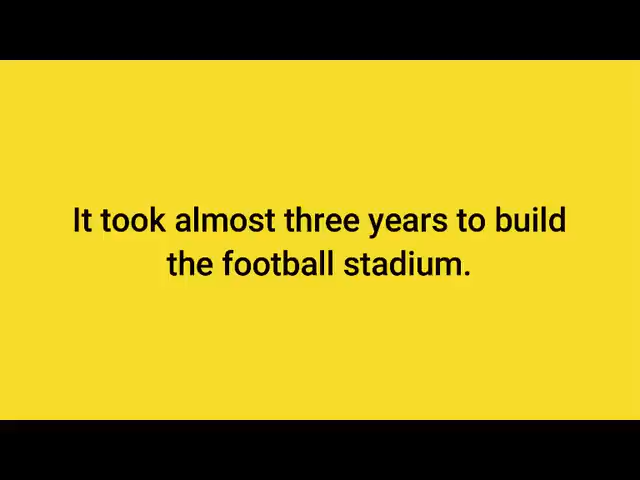 It took almost three years to build
the football stadium.